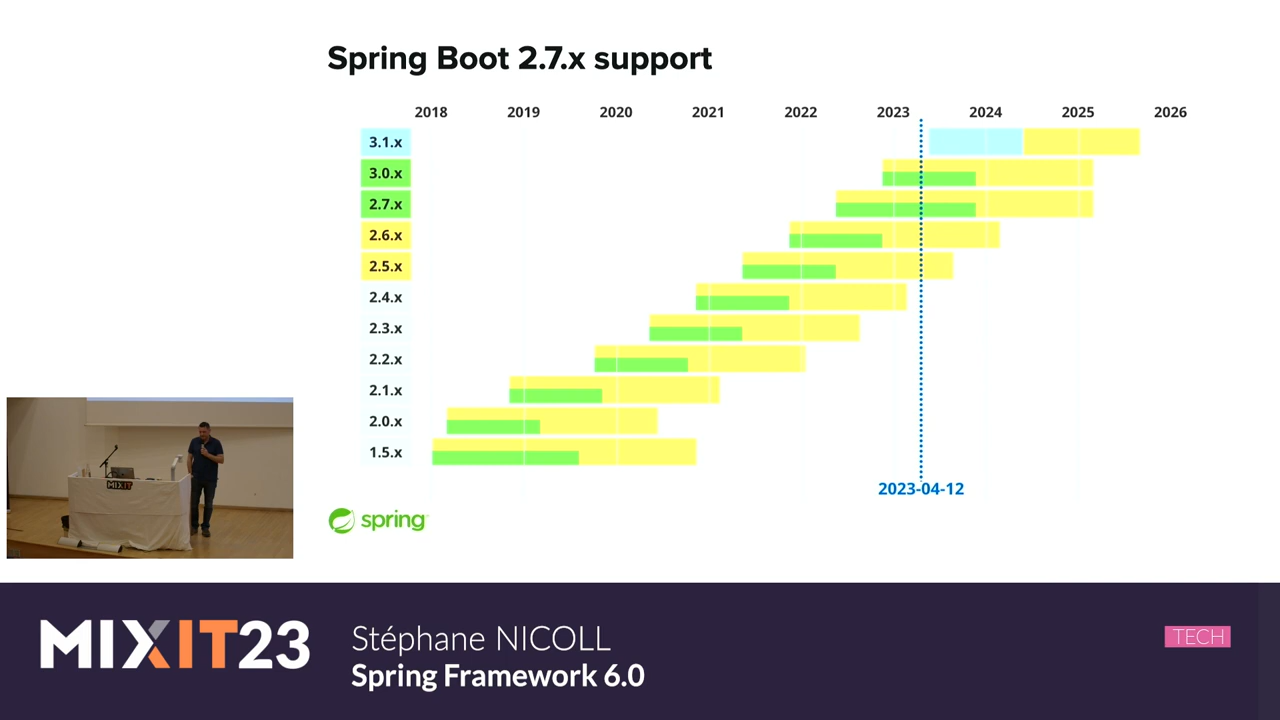 Spring Boot 2.7.x support
2018 2019 2020 2021 2022 2023 2024 2025 2026
3.1.x
3.0.x
2.7.x
2.6.x
2.5.x
2.4.x
2.3.x
2.2.x
2.1.x
2.0.x
1.5.x
2023-04-12
spring
MIXIT
MIXIT23
Stéphane NICOLL
Spring Framework 6.0
TECH